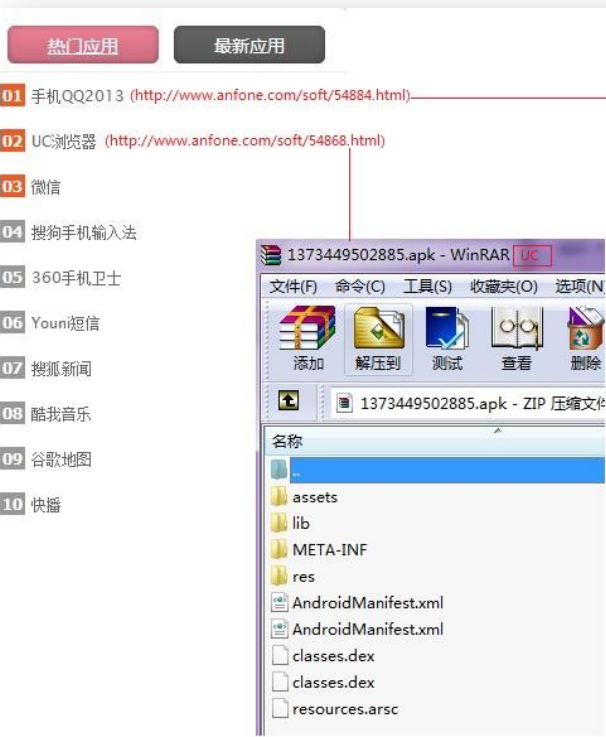 热门应用 最新应用
01 手机QQ2013 (http://www.anfone.com/soft/54884.html)
02 UC浏览器 (http://www.anfone.com/soft/54868.html)
03 微信
04 搜狗手机输入法
05 360手机卫士
06 Youni短信
07 搜狐新闻
08 酷我音乐
09 谷歌地图
10 快播
1373449502885.apk - WinRAR UC
文件(F) 命令(C) 工具(S) 收藏夹(O) 选项(N
添加 解压到 测试 查看 删除
1373449502885.apk - ZIP 压缩文件
名称
..
assets
lib
META-INF
res
AndroidManifest.xml
AndroidManifest.xml
classes.dex
classes.dex
resources.arsc